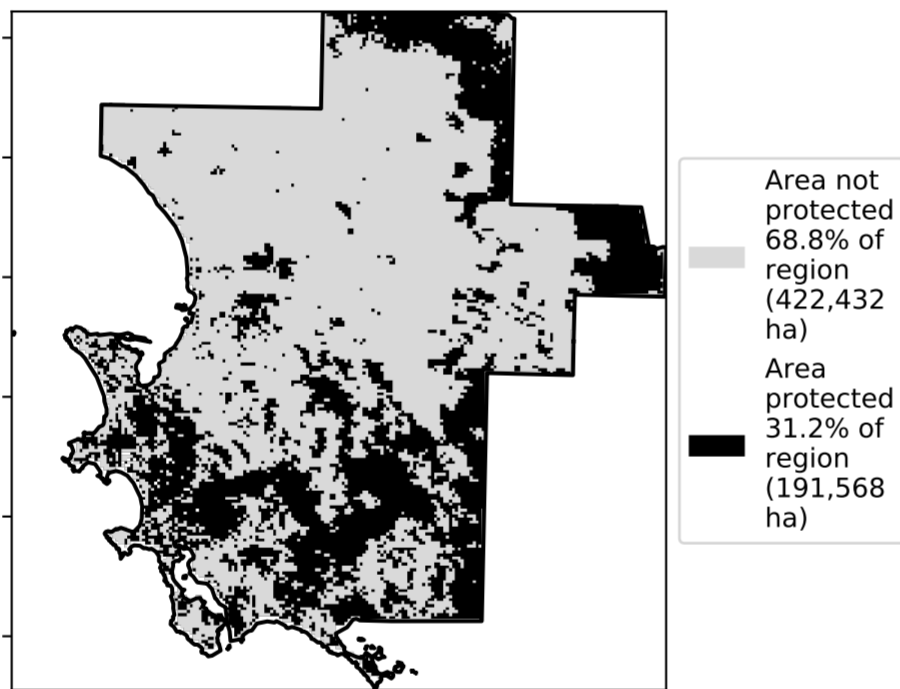 Area not
protected
68.8% of
region
(422,432
ha)
Area
protected
31.2% of
region
(191,568
ha)